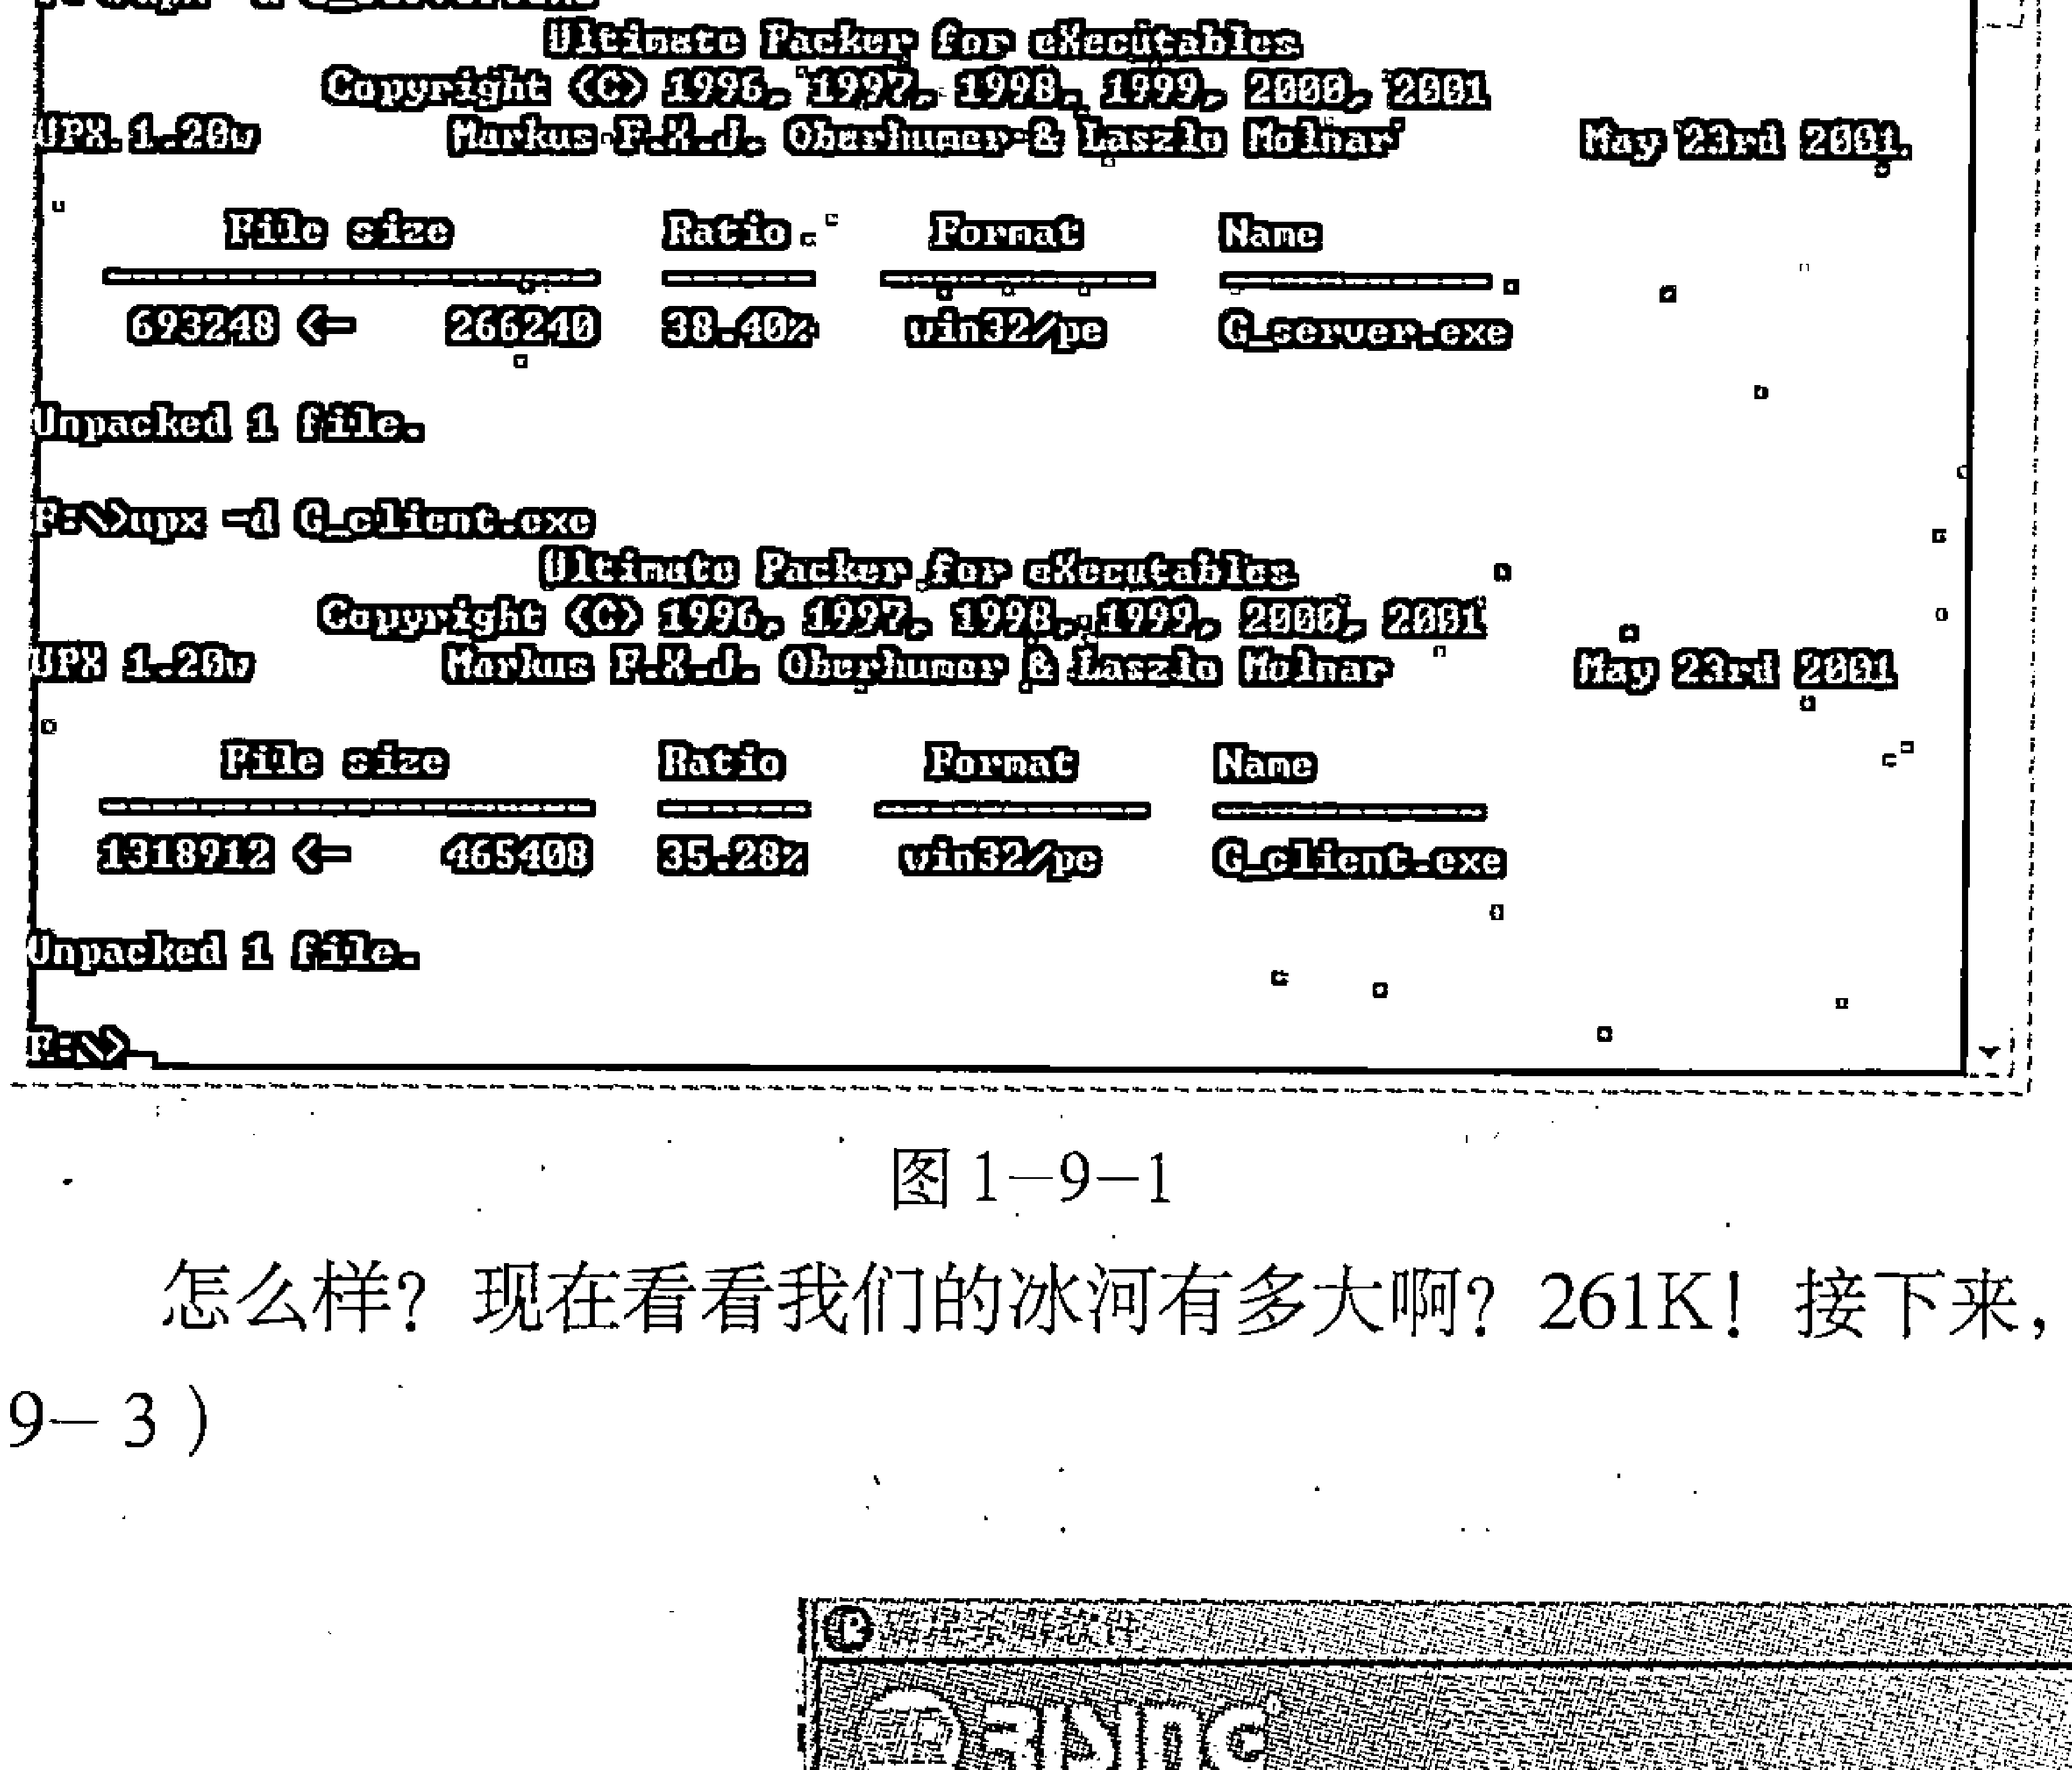 Ultimate Packer for eXecutables
Copyright (C) 1996, 1997, 1998, 1999, 2000, 2001
UPX 1.20w Markus F.X.J. Oberhumer & Laszlo Molnar May 23rd 2001
File size Ratio Format Name
693248 <- 266240 38.40% win32/pe G_server.exe
Unpacked 1 file.
F:\>upx -d G_client.exe
Ultimate Packer for eXecutables
Copyright (C) 1996, 1997, 1998, 1999, 2000, 2001
UPX 1.20w Markus F.X.J. Oberhumer & Laszlo Molnar May 23rd 2001
File size Ratio Format Name
1318912 <- 465408 35.28% win32/pe G_client.exe
Unpacked 1 file.
F:\>_
图 1-9-1
怎么样？现在看看我们的冰河有多大啊？261K！接下来，
9-3）
RISING